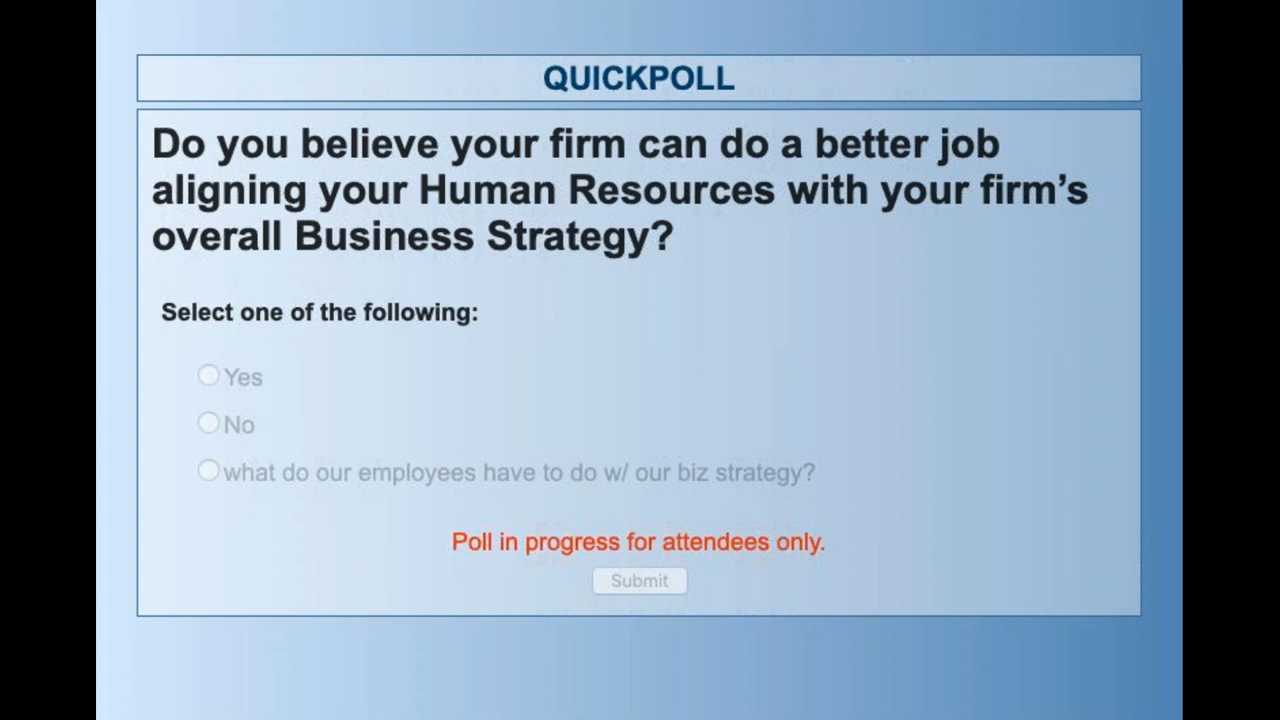 QUICKPOLL
Do you believe your firm can do a better job
aligning your Human Resources with your firm’s
overall Business Strategy?
Select one of the following:
Yes
No
what do our employees have to do w/ our biz strategy?
Poll in progress for attendees only.
Submit